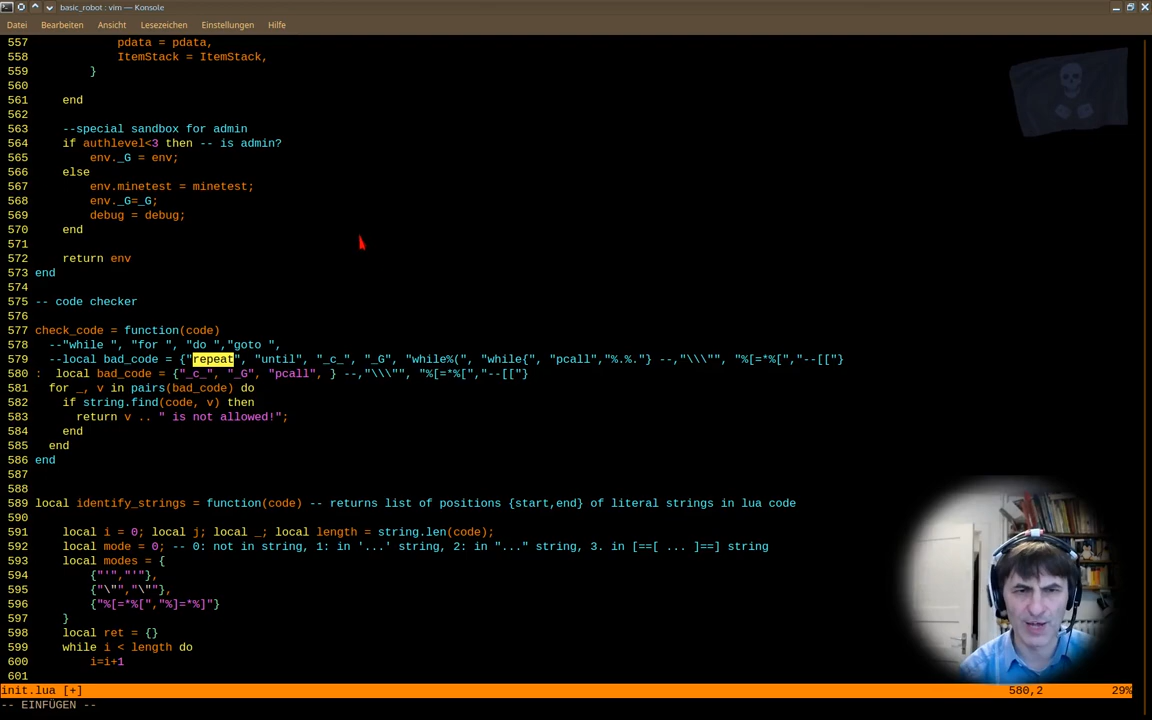 basic_robot : vim — Konsole
Datei Bearbeiten Ansicht Lesezeichen Einstellungen Hilfe
557 pdata = pdata,
558 ItemStack = ItemStack,
559 }
560
561 end
562
563 --special sandbox for admin
564 if authlevel<3 then -- is admin?
565 env._G = env;
566 else
567 env.minetest = minetest;
568 env._G=_G;
569 debug = debug;
570 end
571
572 return env
573 end
574
575 -- code checker
576
577 check_code = function(code)
578 --"while ", "for ", "do ","goto ",
579 --local bad_code = {"repeat", "until", "_c_", "_G", "while%(", "while{", "pcall","%.%."} --,"\\\"", "%[=*%[","--[["}
580 : local bad_code = {"_c_", "_G", "pcall", } --,"\\\"", "%[=*%[","--[["}
581 for _, v in pairs(bad_code) do
582 if string.find(code, v) then
583 return v .. " is not allowed!";
584 end
585 end
586 end
587
588
589 local identify_strings = function(code) -- returns list of positions {start,end} of literal strings in lua code
590
591 local i = 0; local j; local _; local length = string.len(code);
592 local mode = 0; -- 0: not in string, 1: in '...' string, 2: in "..." string, 3. in [==[ ... ]==] string
593 local modes = {
594 {"'","'"},
595 {"\"","\""},
596 {"%[=*%[","%]=*%]"}
597 }
598 local ret = {}
599 while i < length do
600 i=i+1
601
init.lua [+] 580,2 29%
-- EINFÜGEN --